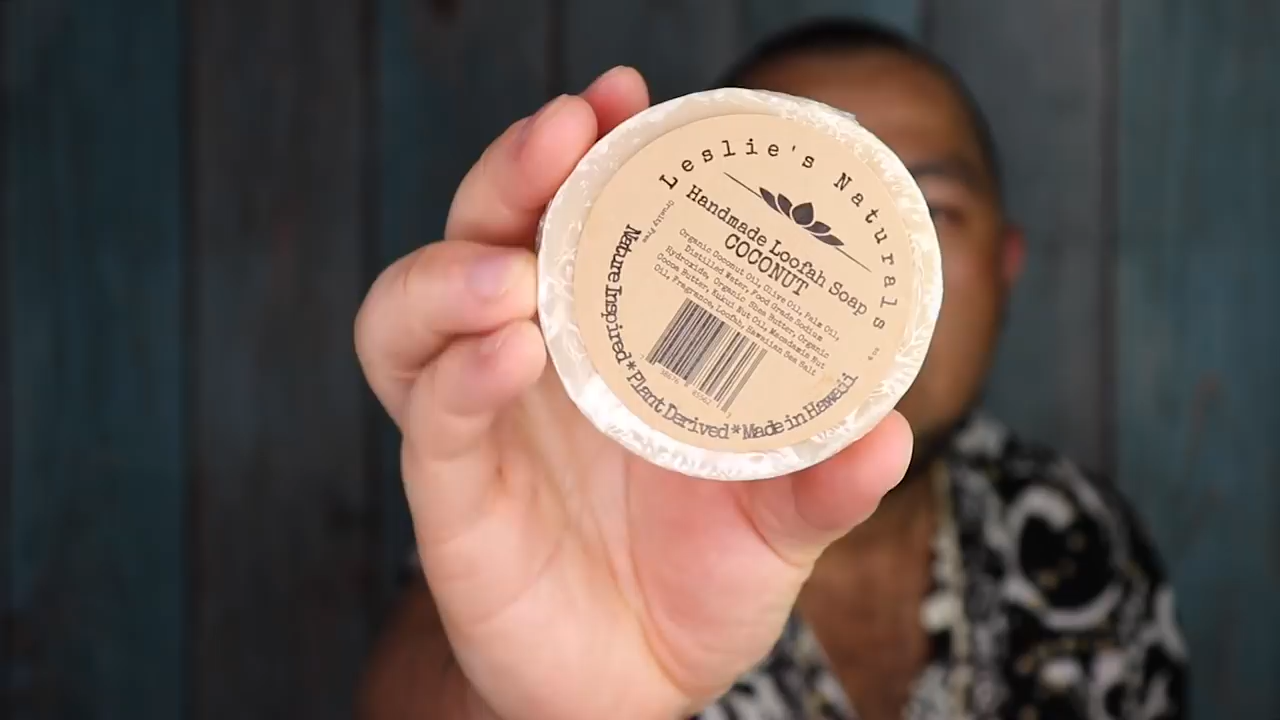 Leslie's Naturals
Handmade Loofah Soap
COCONUT
Cruelty Free
Organic Coconut Oil, Olive Oil, Palm Oil,
Distilled Water, Food Grade Sodium
Hydroxide, Organic Shea Butter, Organic
Cocoa Butter, Kukui Nut Oil, Macadamia Nut
Oil, Fragrance, Loofah, Hawaiian Sea Salt
Nature Inspired * Plant Derived * Made in Hawaii